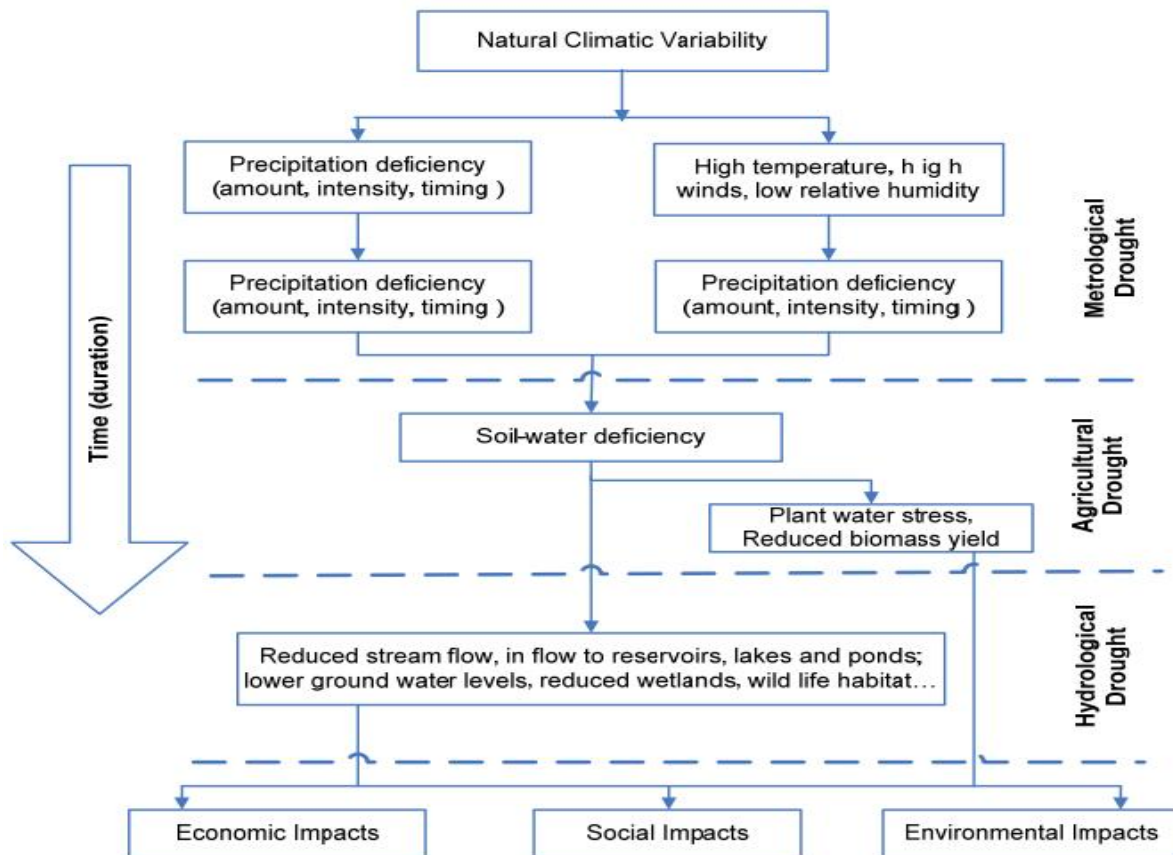 Natural Climatic Variability
Precipitation deficiency
(amount, intensity, timing )
High temperature, h ig h
winds, low relative humidity
Precipitation deficiency
(amount, intensity, timing )
Precipitation deficiency
(amount, intensity, timing )
Metrological
Drought
Time (duration)
Soil-water deficiency
Plant water stress,
Reduced biomass yield
Agricultural
Drought
Reduced stream flow, in flow to reservoirs, lakes and ponds;
lower ground water levels, reduced wetlands, wild life habitat…
Hydrological
Drought
Economic Impacts
Social Impacts
Environmental Impacts